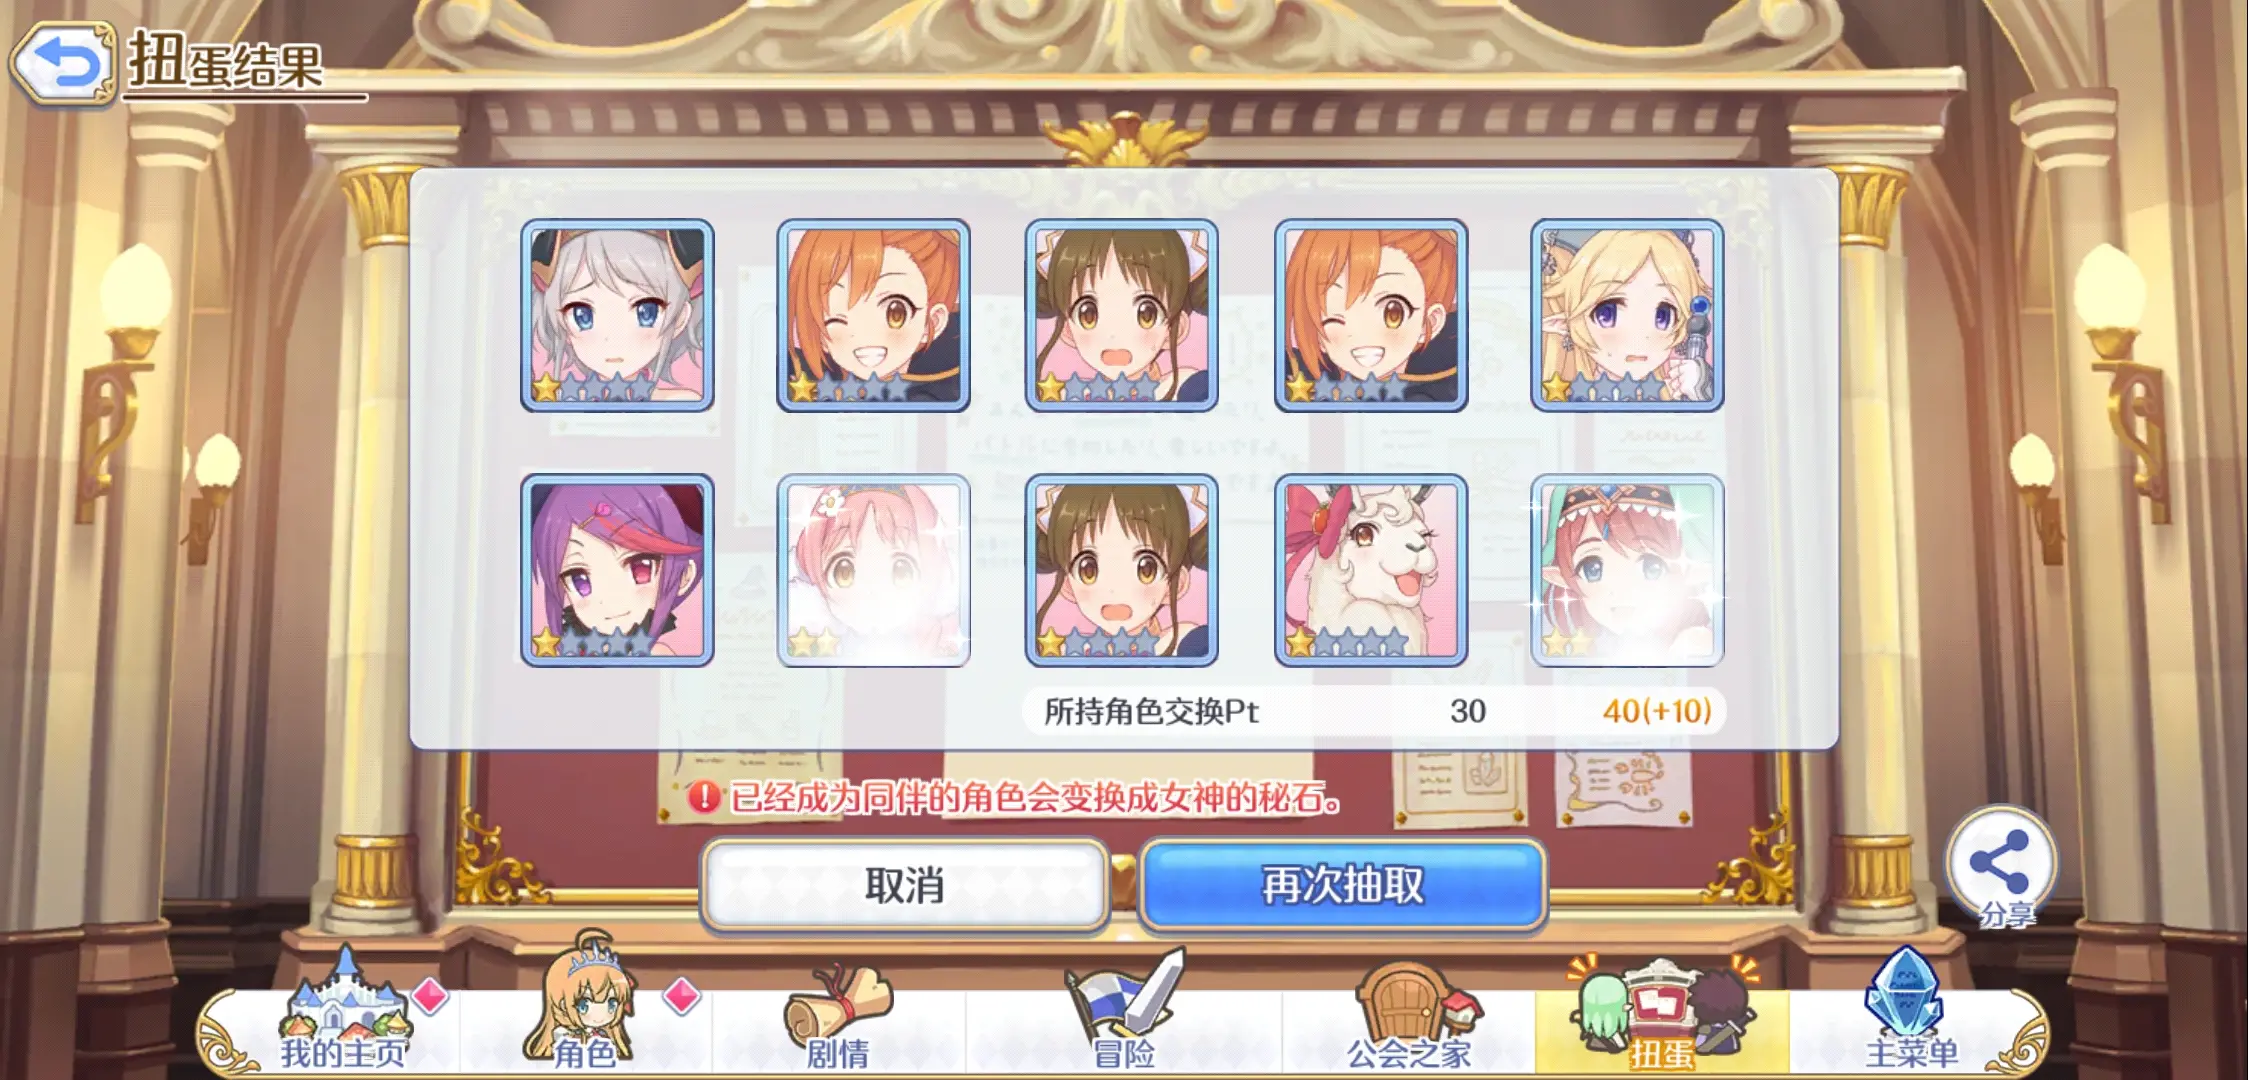 扭蛋结果
所持角色交换Pt 30 40(+10)
已经成为同伴的角色会变换成女神的秘石。
取消
再次抽取
分享
我的主页
角色
剧情
冒险
公会之家
扭蛋
主菜单